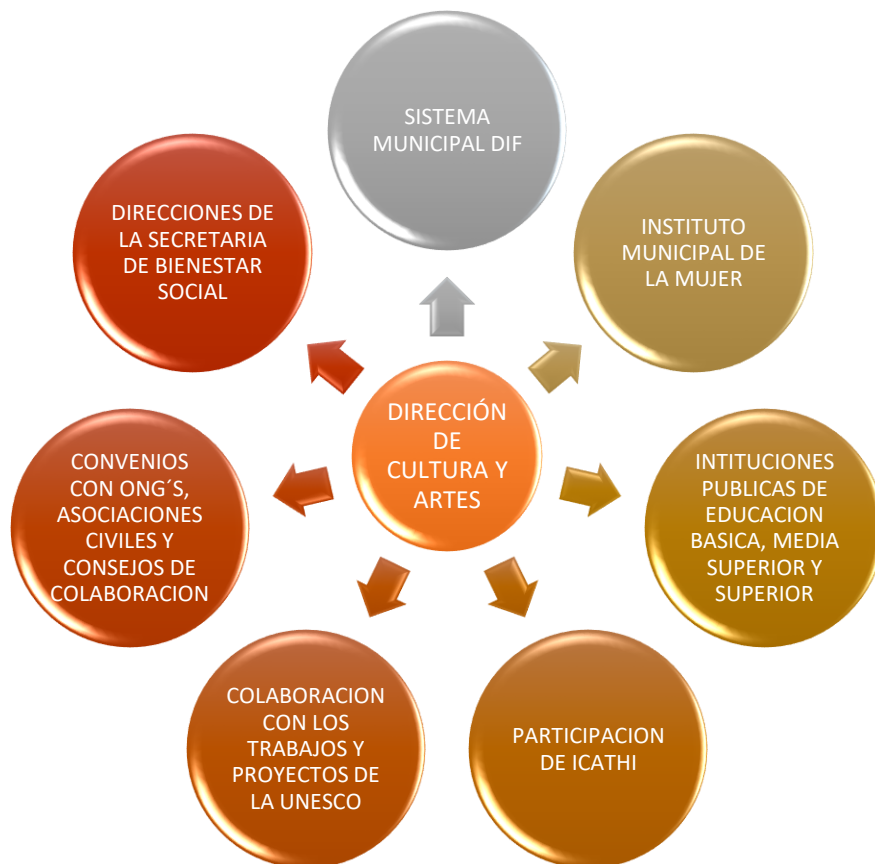 SISTEMA
MUNICIPAL DIF
INSTITUTO
MUNICIPAL DE
LA MUJER
INTITUCIONES
PUBLICAS DE
EDUCACION
BASICA, MEDIA
SUPERIOR Y
SUPERIOR
PARTICIPACION
DE ICATHI
COLABORACION
CON LOS
TRABAJOS Y
PROYECTOS DE
LA UNESCO
CONVENIOS
CON ONG´S,
ASOCIACIONES
CIVILES Y
CONSEJOS DE
COLABORACION
DIRECCIONES DE
LA SECRETARIA
DE BIENESTAR
SOCIAL
DIRECCIÓN
DE
CULTURA Y
ARTES